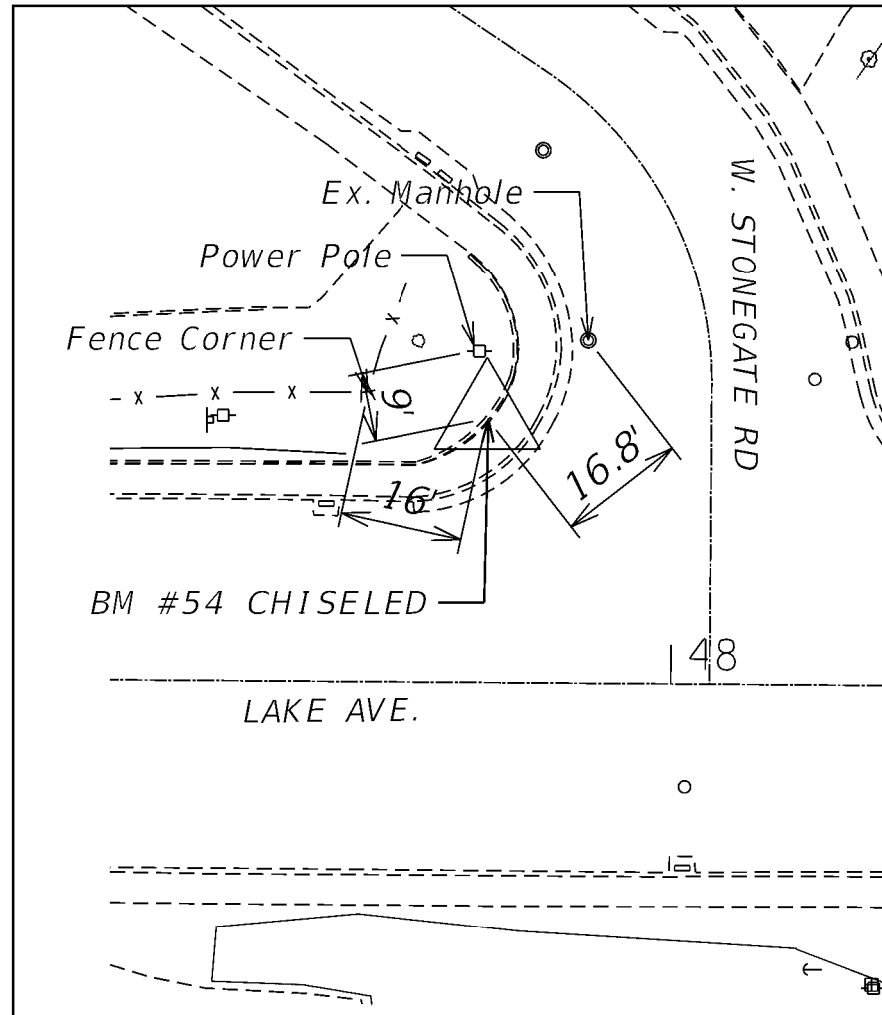 Ex. Manhole
W. STONEGATE RD
Power Pole
Fence Corner
x
x
x
x
9'
16.8'
16'
BM #54 CHISELED
48
LAKE AVE.